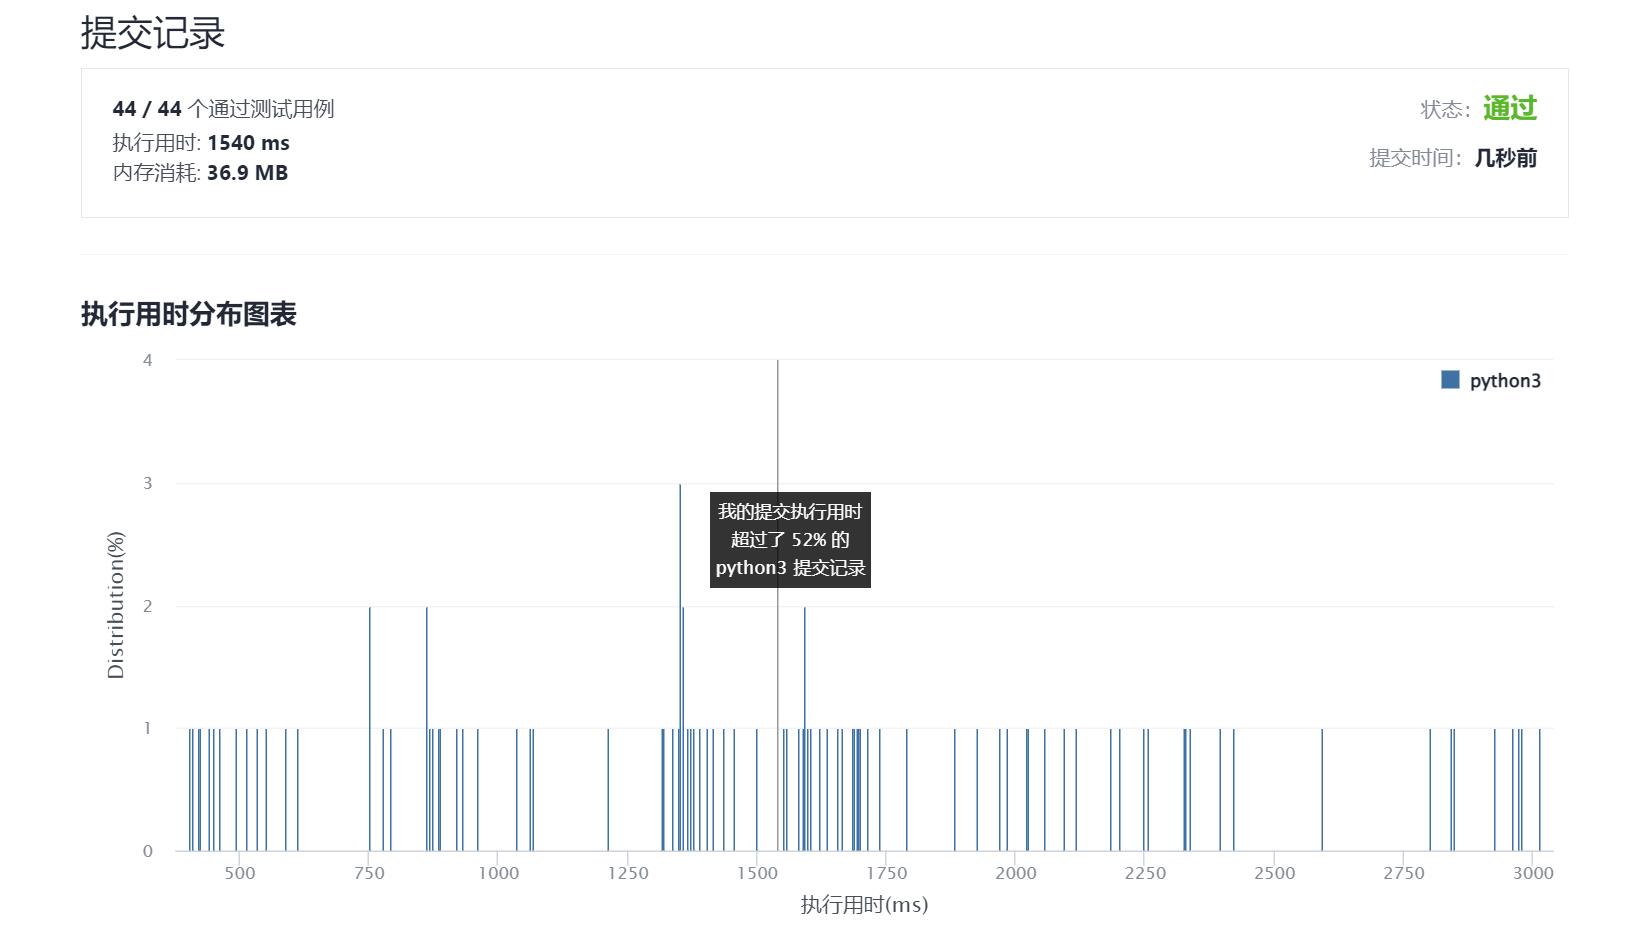 提交记录
44 / 44 个通过测试用例
状态：通过
执行用时: 1540 ms
提交时间：几秒前
内存消耗: 36.9 MB
执行用时分布图表
4
python3
3
我的提交执行用时
超过了 52% 的
python3 提交记录
Distribution(%)
2
1
0
500 750 1000 1250 1500 1750 2000 2250 2500 2750 3000
执行用时(ms)